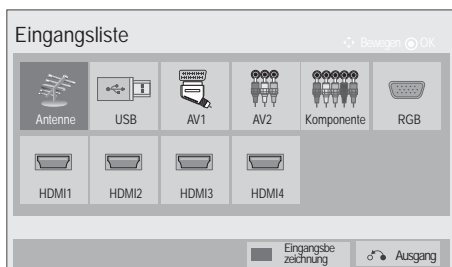 Eingangsliste
Bewegen OK
Antenne USB AV1 AV2 Komponente RGB
HDMI1 HDMI2 HDMI3 HDMI4
Eingangsbe
zeichnung
Ausgang